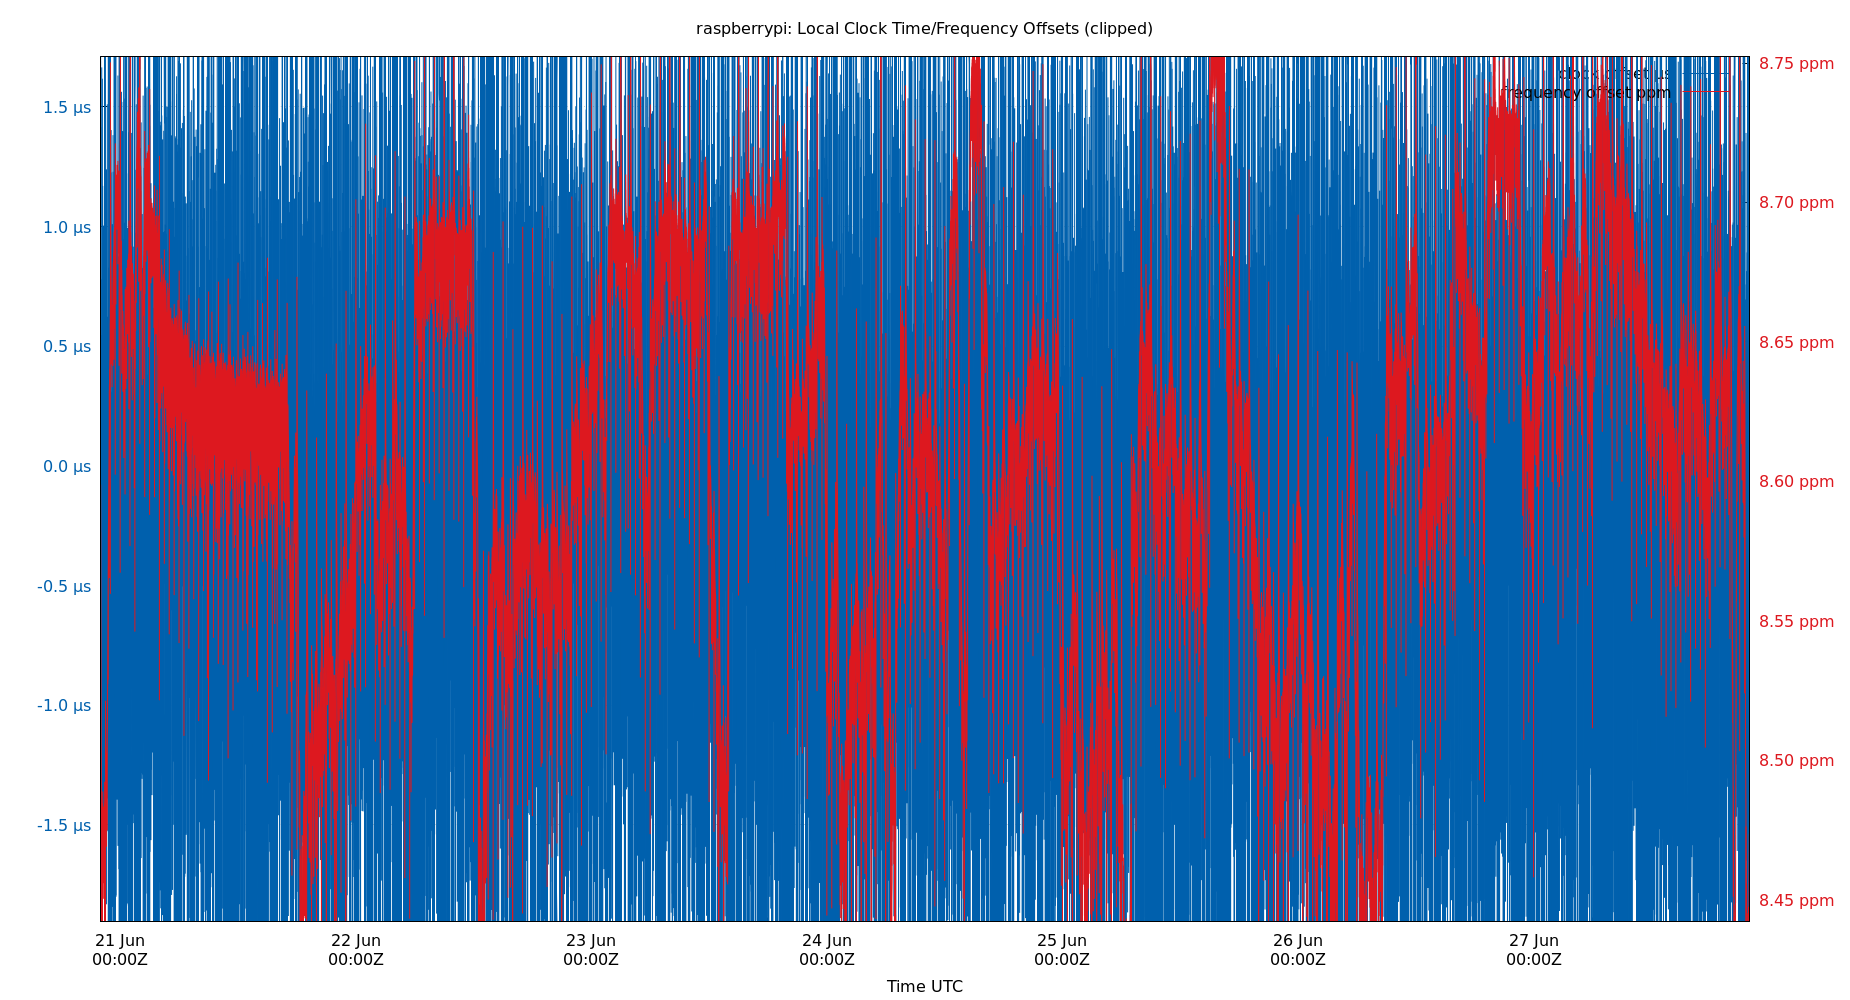 raspberrypi: Local Clock Time/Frequency Offsets (clipped)
clock offset µs
frequency offset ppm
1.5 µs
1.0 µs
0.5 µs
0.0 µs
-0.5 µs
-1.0 µs
-1.5 µs
8.75 ppm
8.70 ppm
8.65 ppm
8.60 ppm
8.55 ppm
8.50 ppm
8.45 ppm
21 Jun
00:00Z
22 Jun
00:00Z
23 Jun
00:00Z
24 Jun
00:00Z
25 Jun
00:00Z
26 Jun
00:00Z
27 Jun
00:00Z
Time UTC